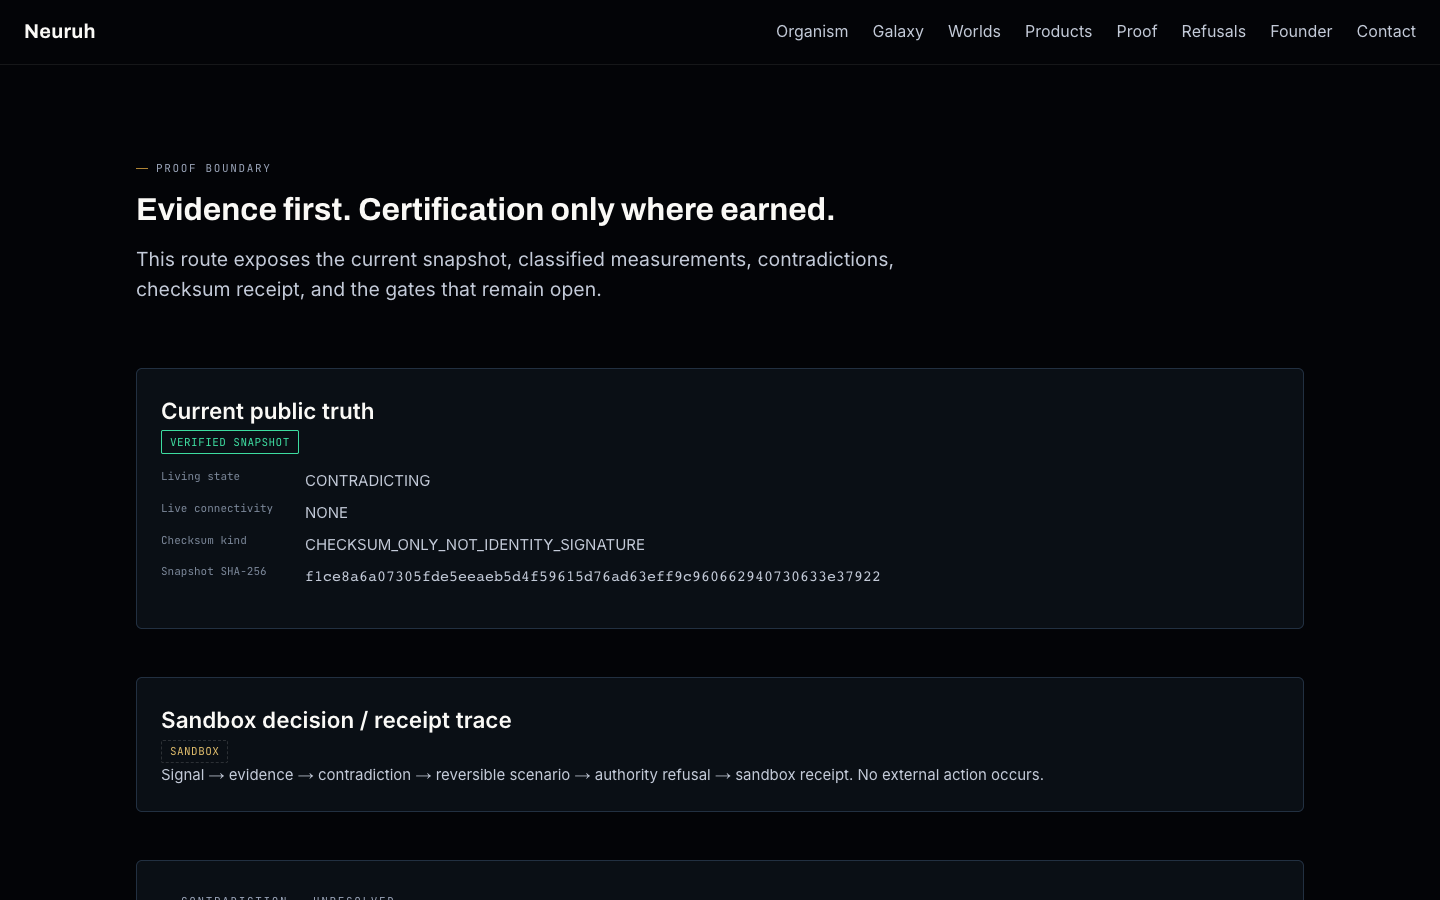 Neuruh
Organism Galaxy Worlds Products Proof Refusals Founder Contact
— PROOF BOUNDARY
Evidence first. Certification only where earned.
This route exposes the current snapshot, classified measurements, contradictions,
checksum receipt, and the gates that remain open.
Current public truth
VERIFIED SNAPSHOT
Living state CONTRADICTING
Live connectivity NONE
Checksum kind CHECKSUM_ONLY_NOT_IDENTITY_SIGNATURE
Snapshot SHA-256 f1ce8a6a07305fde5eeaeb5d4f59615d76ad63eff9c960662940730633e37922
Sandbox decision / receipt trace
SANDBOX
Signal → evidence → contradiction → reversible scenario → authority refusal → sandbox receipt. No external action occurs.